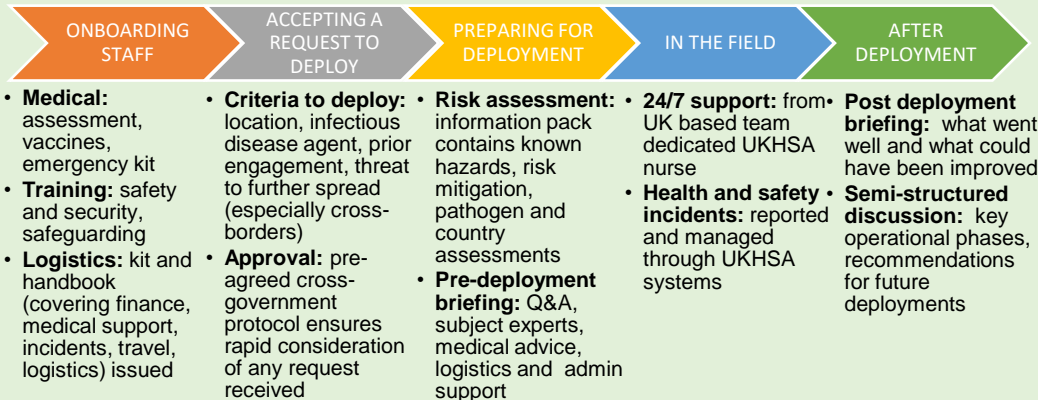 ONBOARDING
STAFF
ACCEPTING A
REQUEST TO
DEPLOY
PREPARING FOR
DEPLOYMENT
IN THE FIELD
AFTER
DEPLOYMENT
• Medical:
assessment,
vaccines,
emergency kit
• Training: safety
and security,
safeguarding
• Logistics: kit and
handbook
(covering finance,
medical support,
incidents, travel,
logistics) issued
• Criteria to deploy:
location, infectious
disease agent, prior
engagement, threat
to further spread
(especially cross-
borders)
• Approval: pre-
agreed cross-
government
protocol ensures
rapid consideration
of any request
received
• Risk assessment:
information pack
contains known
hazards, risk
mitigation,
pathogen and
country
assessments
• Pre-deployment
briefing: Q&A,
subject experts,
medical advice,
logistics and admin
support
• 24/7 support: from
UK based team
dedicated UKHSA
nurse
• Health and safety
incidents: reported
and managed
through UKHSA
systems
• Post deployment
briefing: what went
well and what could
have been improved
• Semi-structured
discussion: key
operational phases,
recommendations
for future
deployments